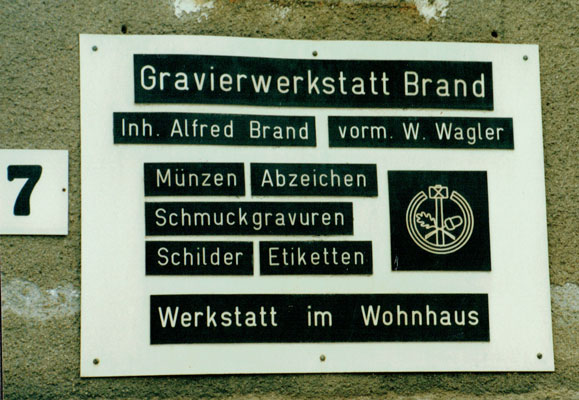 Gravierwerkstatt Brand
Inh. Alfred Brand vorm. W. Wagler
7
Münzen Abzeichen
Schmuckgravuren
Schilder Etiketten
Werkstatt im Wohnhaus